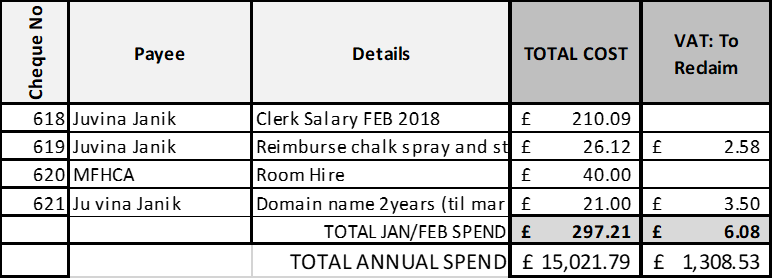 Cheque No Payee Details TOTAL COST VAT: To Reclaim
618 Juvina Janik Clerk Salary FEB 2018 £ 210.09
619 Juvina Janik Reimburse chalk spray and st £ 26.12 £ 2.58
620 MFHCA Room Hire £ 40.00
621 Ju vina Janik Domain name 2years (til mar £ 21.00 £ 3.50
TOTAL JAN/FEB SPEND £ 297.21 £ 6.08
TOTAL ANNUAL SPEND £ 15,021.79 £ 1,308.53